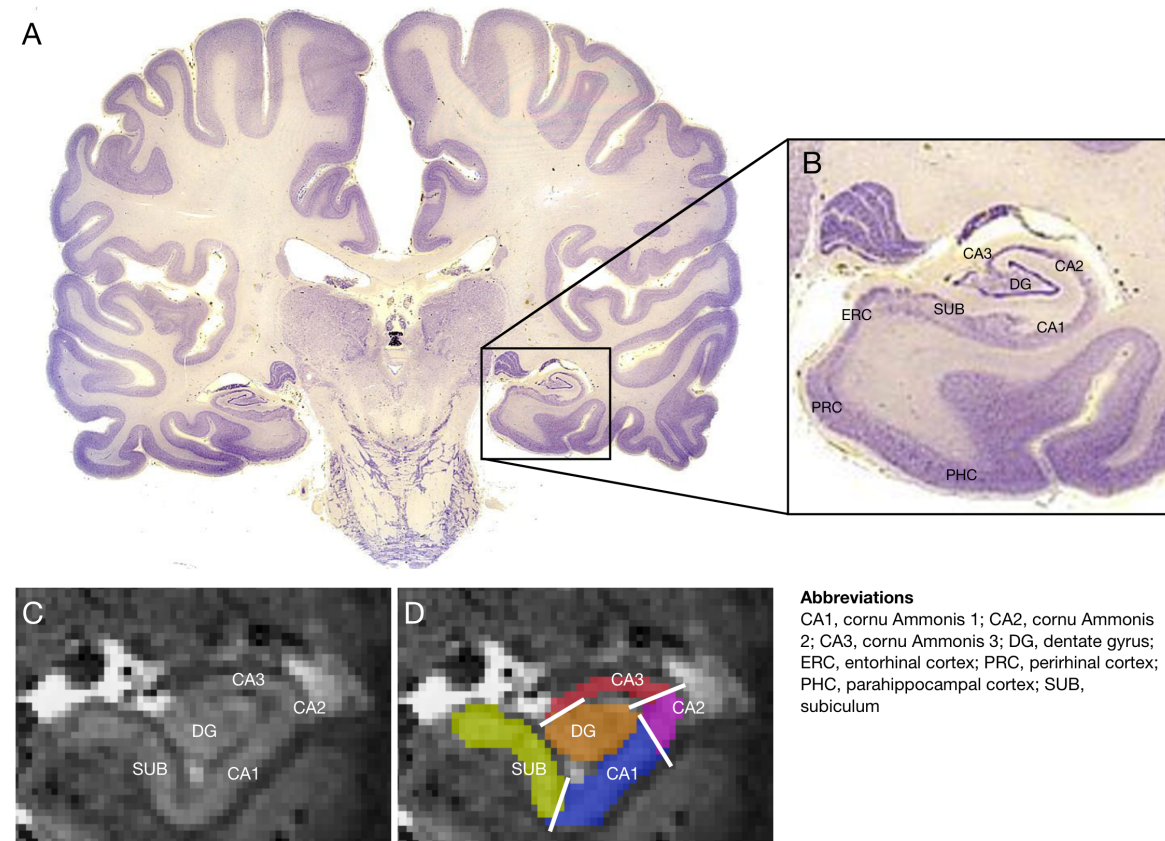 A
B
CA3
CA2
DG
SUB
ERC
CA1
PRC
PHC
C
CA3
CA2
DG
SUB
CA1
D
CA3
CA2
DG
SUB
CA1
Abbreviations
CA1, cornu Ammonis 1; CA2, cornu Ammonis
2; CA3, cornu Ammonis 3; DG, dentate gyrus;
ERC, entorhinal cortex; PRC, perirhinal cortex;
PHC, parahippocampal cortex; SUB,
subiculum